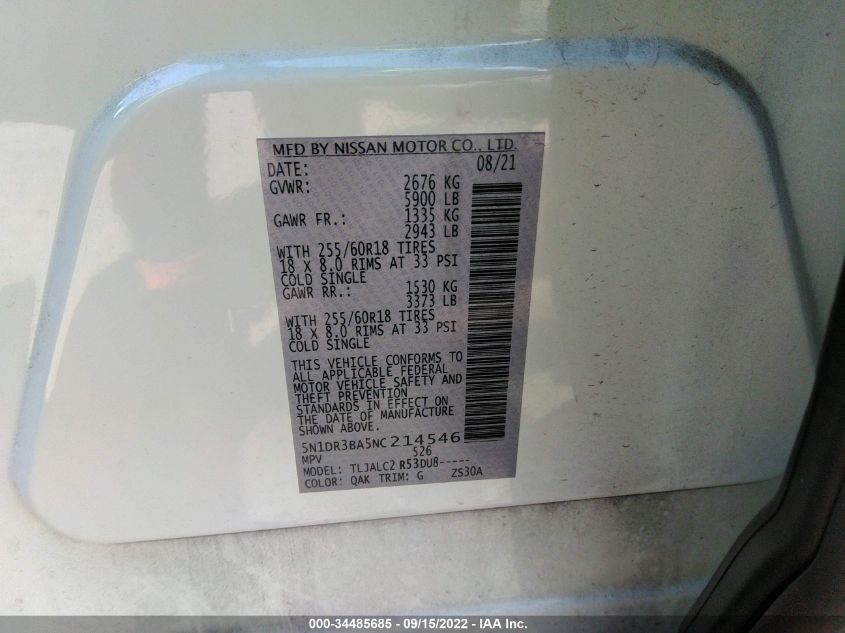 MFD BY NISSAN MOTOR CO., LTD.
DATE: 08/21
GVWR: 2676 KG
5900 LB
GAWR FR.: 1335 KG
2943 LB
WITH 255/60R18 TIRES
18 X 8.0 RIMS AT 33 PSI
COLD SINGLE
GAWR RR.: 1530 KG
3373 LB
WITH 255/60R18 TIRES
18 X 8.0 RIMS AT 33 PSI
COLD SINGLE
THIS VEHICLE CONFORMS TO
ALL APPLICABLE FEDERAL
MOTOR VEHICLE SAFETY AND
THEFT PREVENTION
STANDARDS IN EFFECT ON
THE DATE OF MANUFACTURE
SHOWN ABOVE.
5N1DR3BA5NC214546
MPV 526
MODEL: TLJALC2 R53DU8-----
COLOR: QAK TRIM: G ZS30A
000-34485685 - 09/15/2022 - IAA Inc.